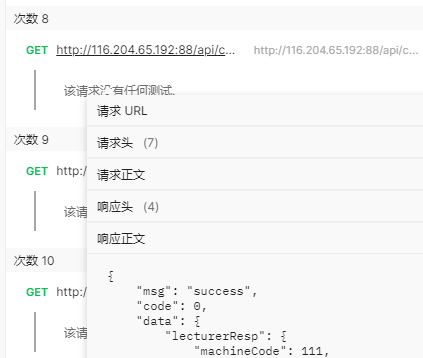 次数 8
GET http://116.204.65.192:88/api/c... http://116.204.65.192:88/api/c...
该请求没有任何测试。
请求 URL
次数 9
请求头 (7)
GET http:/
请求正文
该请
响应头 (4)
响应正文
次数 10
{
GET http:/
"msg": "success",
"code": 0,
"data": {
该请
"lecturerResp": {
"machineCode": 111,